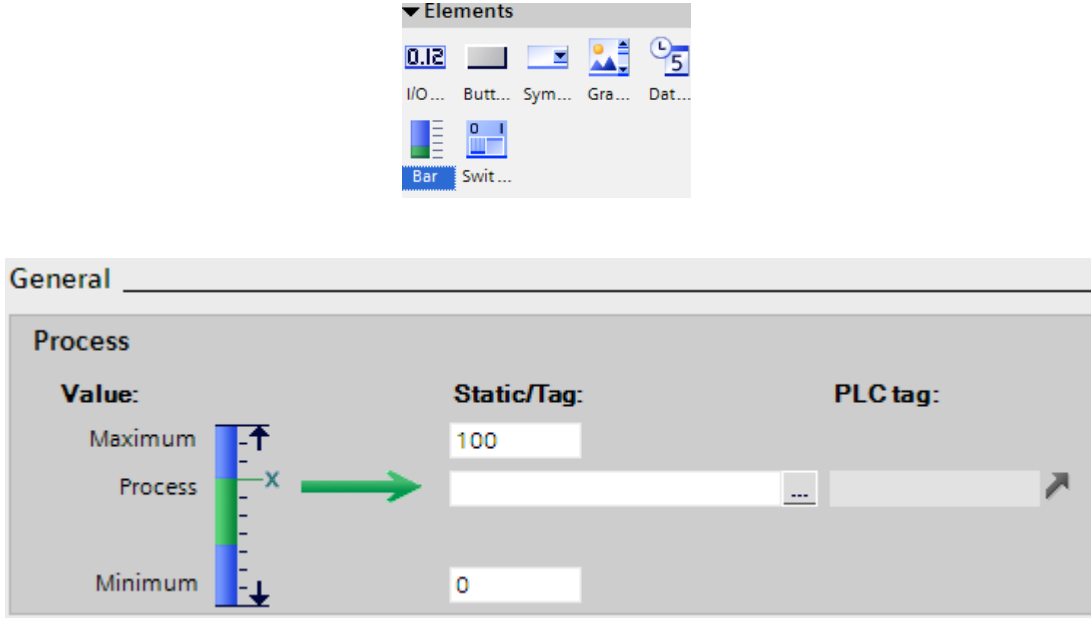 Elements
0.12
5
I/O ... Butt... Sym... Gra... Dat...
0 1
Bar Swit...
General
Process
Value: Static/Tag: PLC tag:
Maximum 100
x
Process ...
Minimum 0